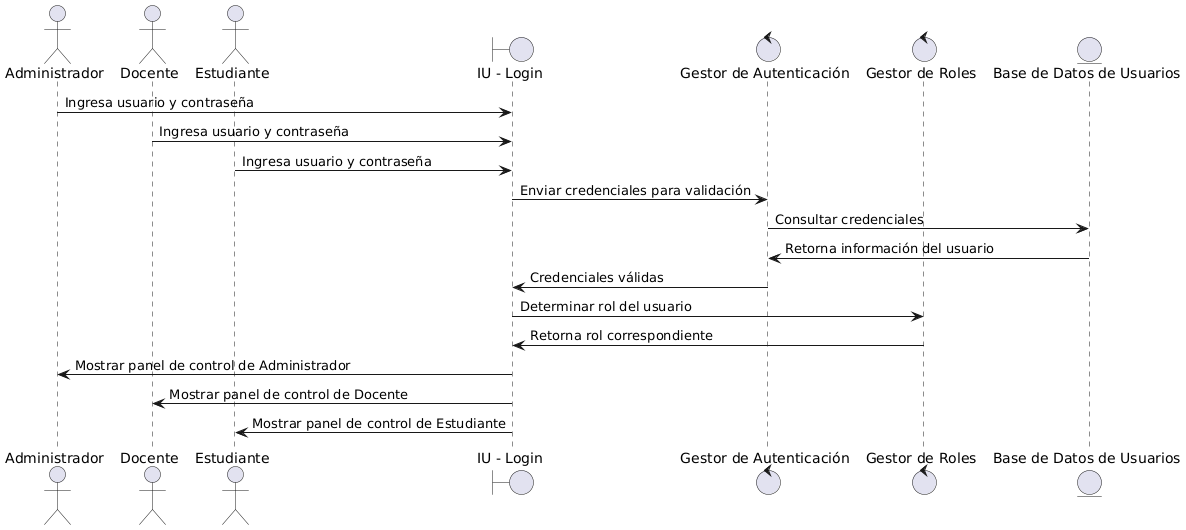 Administrador Docente Estudiante IU - Login Gestor de Autenticación Gestor de Roles Base de Datos de Usuarios
Ingresa usuario y contraseña
Ingresa usuario y contraseña
Ingresa usuario y contraseña
Enviar credenciales para validación
Consultar credenciales
Retorna información del usuario
Credenciales válidas
Determinar rol del usuario
Retorna rol correspondiente
Mostrar panel de control de Administrador
Mostrar panel de control de Docente
Mostrar panel de control de Estudiante
Administrador Docente Estudiante IU - Login Gestor de Autenticación Gestor de Roles Base de Datos de Usuarios